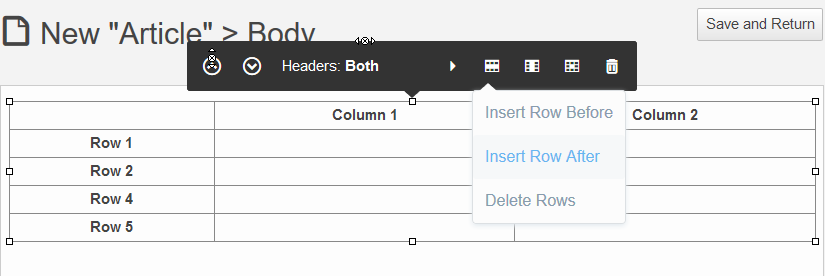 New "Article" > Body
Save and Return
Headers: Both
Insert Row Before
Insert Row After
Delete Rows
Column 1 Column 2
Row 1
Row 2
Row 4
Row 5